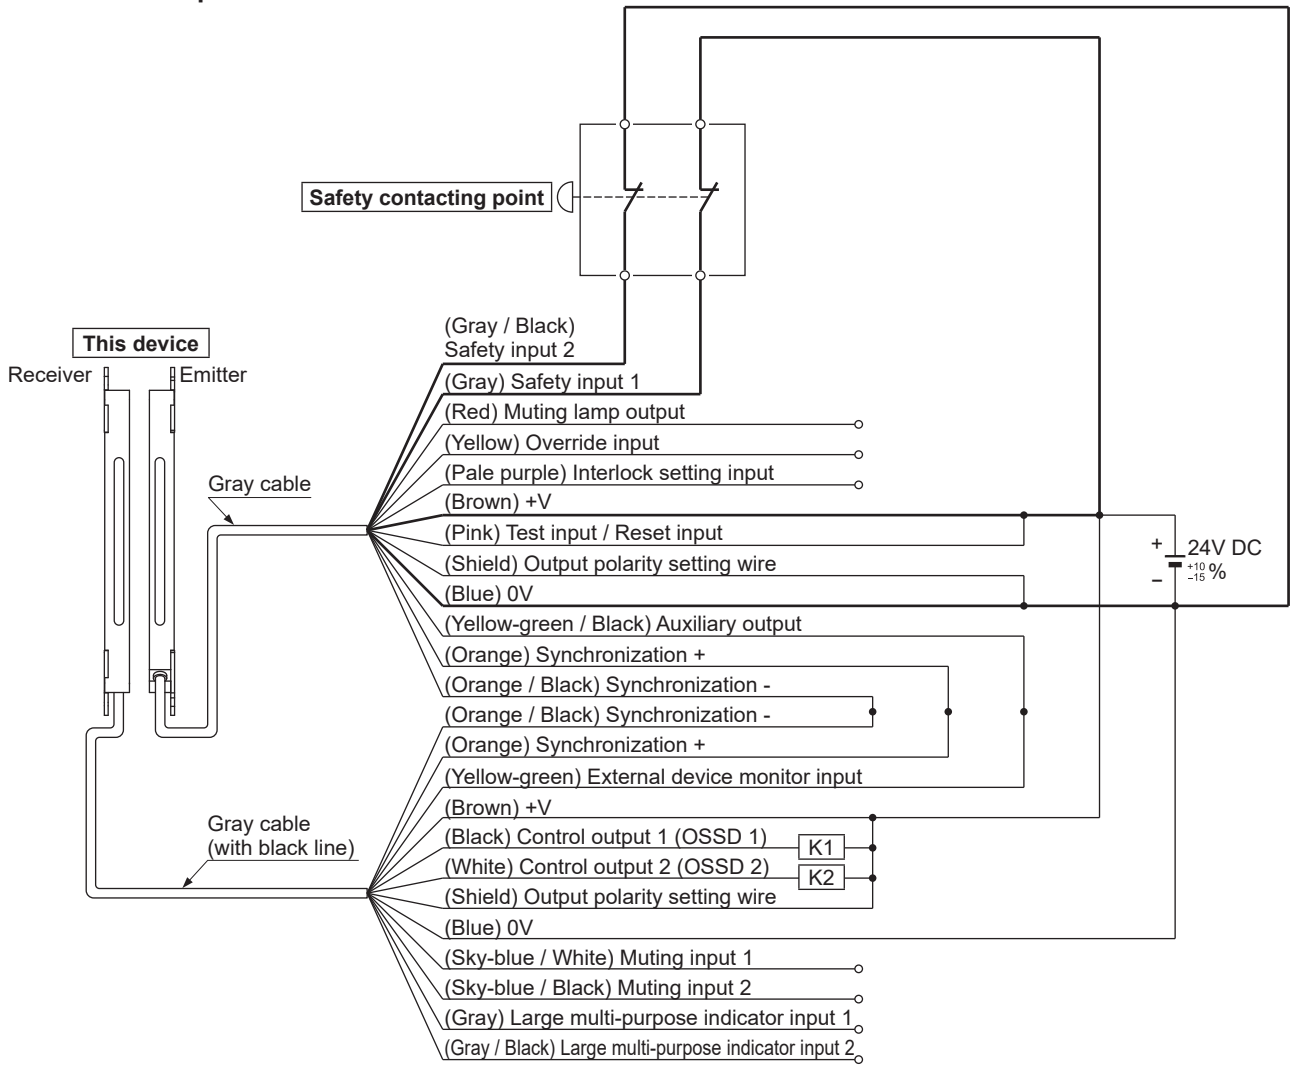 Safety contacting point
(Gray / Black)
Safety input 2
This device
Receiver
Emitter
(Gray) Safety input 1
(Red) Muting lamp output
(Yellow) Override input
(Pale purple) Interlock setting input
Gray cable
(Brown) +V
(Pink) Test input / Reset input
+
24V DC
(Shield) Output polarity setting wire
+10
-15 %
−
(Blue) 0V
(Yellow-green / Black) Auxiliary output
(Orange) Synchronization +
(Orange / Black) Synchronization -
(Orange / Black) Synchronization -
(Orange) Synchronization +
(Yellow-green) External device monitor input
(Brown) +V
Gray cable
(with black line)
(Black) Control output 1 (OSSD 1)
K1
(White) Control output 2 (OSSD 2)
K2
(Shield) Output polarity setting wire
(Blue) 0V
(Sky-blue / White) Muting input 1
(Sky-blue / Black) Muting input 2
(Gray) Large multi-purpose indicator input 1
(Gray / Black) Large multi-purpose indicator input 2